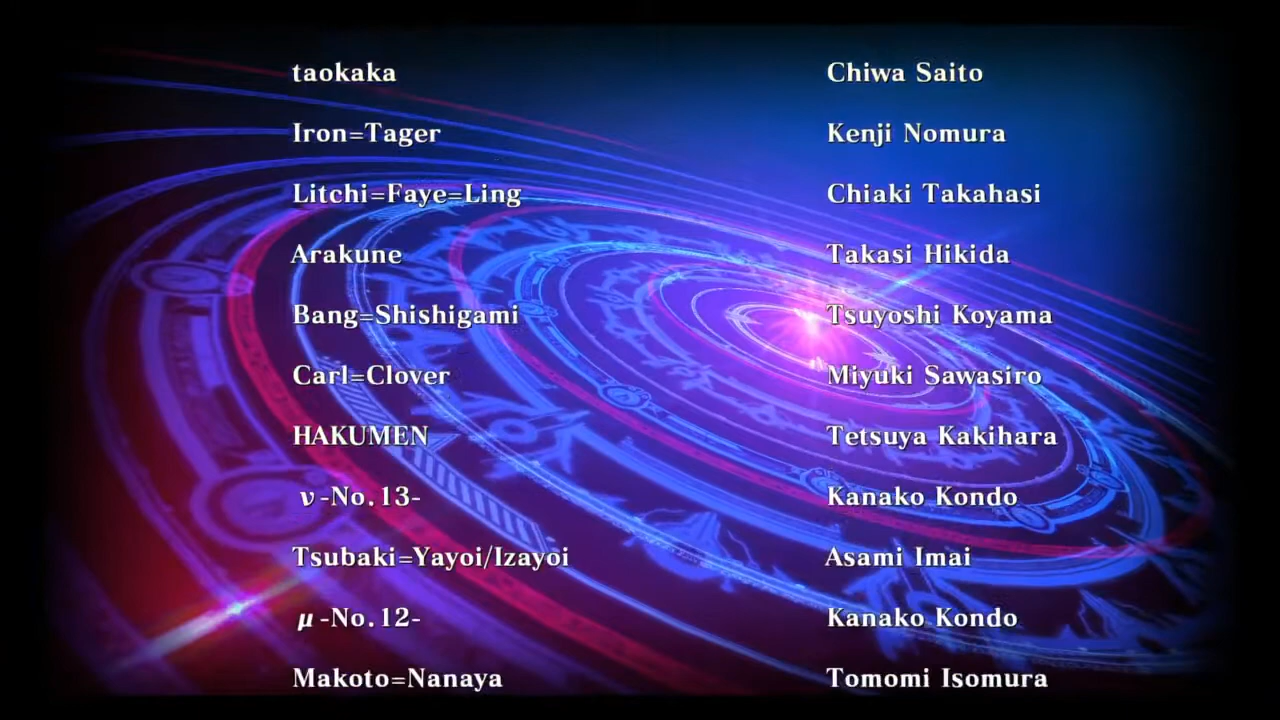 taokaka Chiwa Saito
Iron=Tager Kenji Nomura
Litchi=Faye=Ling Chiaki Takahasi
Arakune Takasi Hikida
Bang=Shishigami Tsuyoshi Koyama
Carl=Clover Miyuki Sawasiro
HAKUMEN Tetsuya Kakihara
ν-No.13- Kanako Kondo
Tsubaki=Yayoi/Izayoi Asami Imai
μ-No.12- Kanako Kondo
Makoto=Nanaya Tomomi Isomura